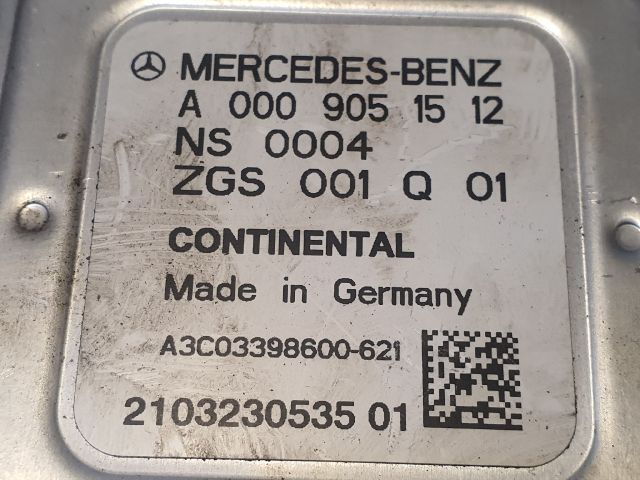 MERCEDES-BENZ
A 000 905 15 12
NS 0004
ZGS 001 Q 01
CONTINENTAL
Made in Germany
A3C03398600-621
2103230535 01